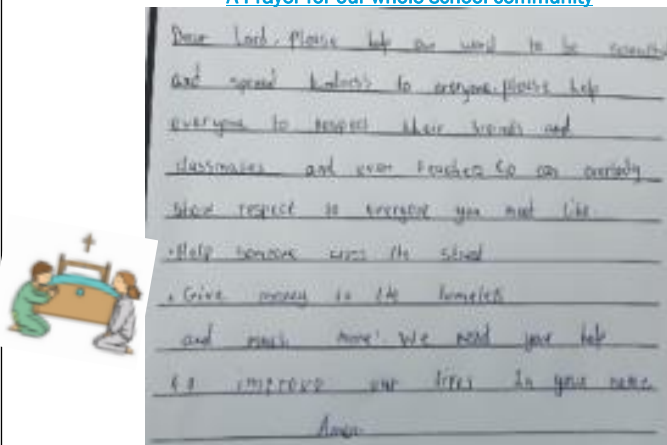 A Prayer for our whole school community
Dear Lord, Please help our world to be
and spread kindness to everyone. please help
everyone to respect their friends and
classmates and even teachers so can everbody
show respect to everyone you meet like
•Help someone cross the street
• Give money to the homeless
and much more! We need your help
to improve our lives In your name
Amen